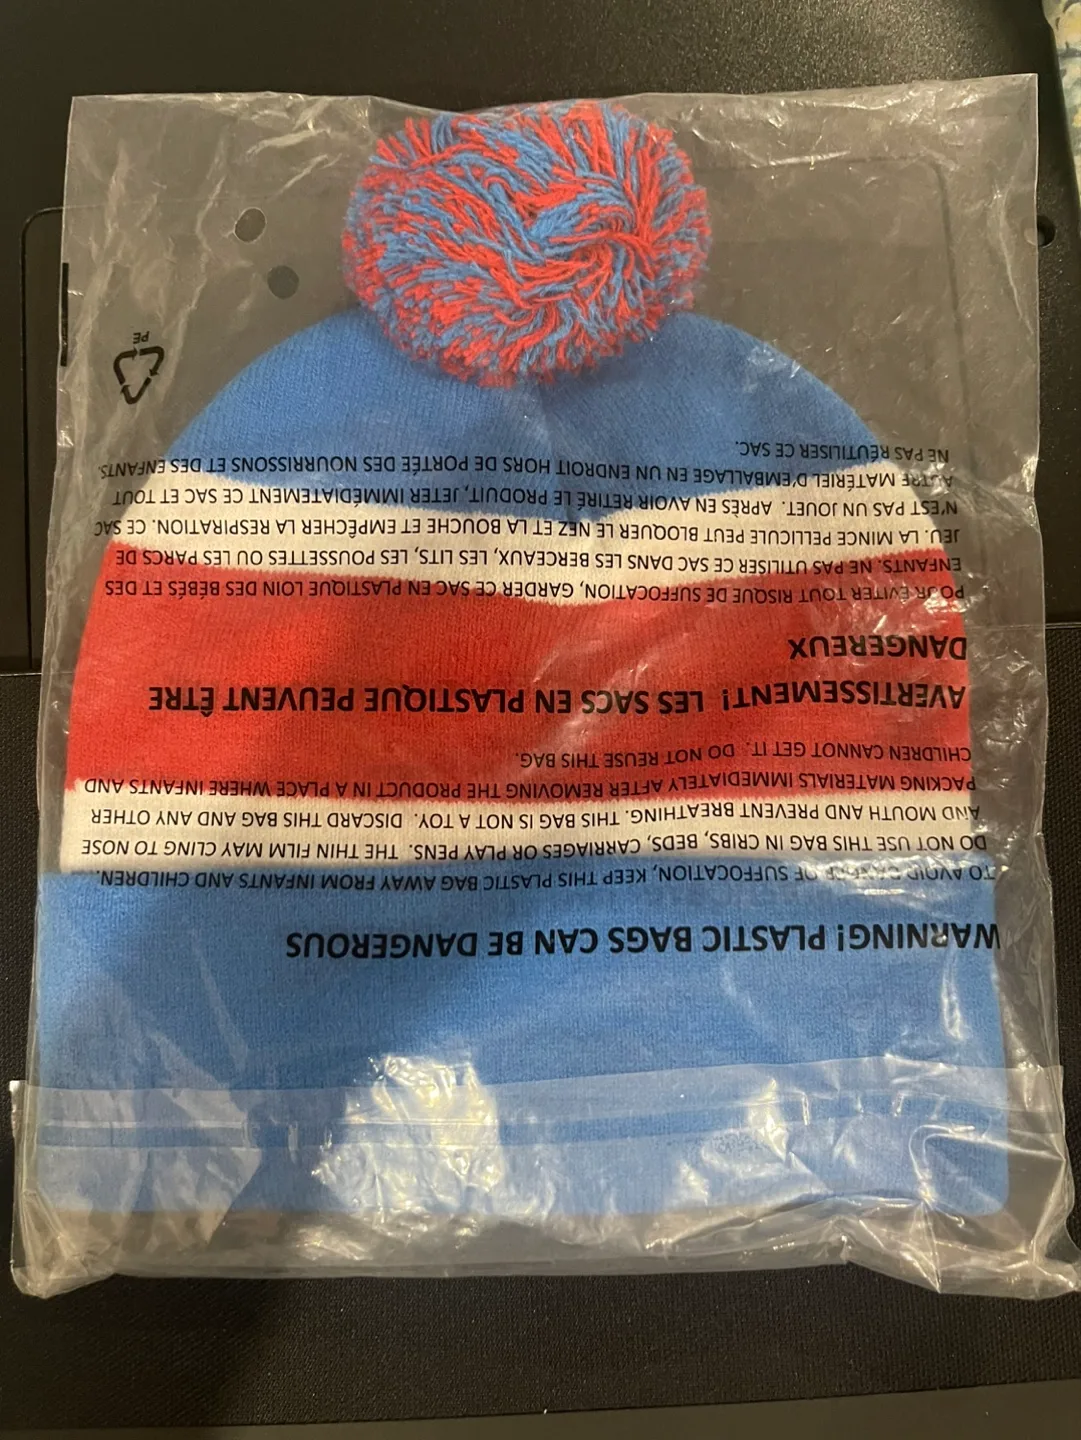 WARNING! PLASTIC BAGS CAN BE DANGEROUS
TO AVOID DANGER OF SUFFOCATION, KEEP THIS PLASTIC BAG AWAY FROM INFANTS AND CHILDREN.
DO NOT USE THIS BAG IN CRIBS, BEDS, CARRIAGES OR PLAY PENS. THE THIN FILM MAY CLING TO NOSE
AND MOUTH AND PREVENT BREATHING. THIS BAG IS NOT A TOY. DISCARD THIS BAG AND ANY OTHER
PACKING MATERIALS IMMEDIATELY AFTER REMOVING THE PRODUCT IN A PLACE WHERE INFANTS AND
CHILDREN CANNOT GET IT. DO NOT REUSE THIS BAG.
AVERTISSEMENT! LES SACS EN PLASTIQUE PEUVENT ÊTRE
DANGEREUX
POUR ÉVITER TOUT RISQUE DE SUFFOCATION, GARDER CE SAC EN PLASTIQUE LOIN DES BÉBÉS ET DES
ENFANTS. NE PAS UTILISER CE SAC DANS LES BERCEAUX, LES LITS, LES POUSSETTES OU LES PARCS DE
JEU. LA MINCE PELLICULE PEUT BLOQUER LE NEZ ET LA BOUCHE ET EMPÊCHER LA RESPIRATION. CE SAC
N'EST PAS UN JOUET. APRÈS EN AVOIR RETIRÉ LE PRODUIT, JETER IMMÉDIATEMENT CE SAC ET TOUT
AUTRE MATÉRIEL D'EMBALLAGE EN UN ENDROIT HORS DE PORTÉE DES NOURRISSONS ET DES ENFANTS.
NE PAS RÉUTILISER CE SAC.
PE